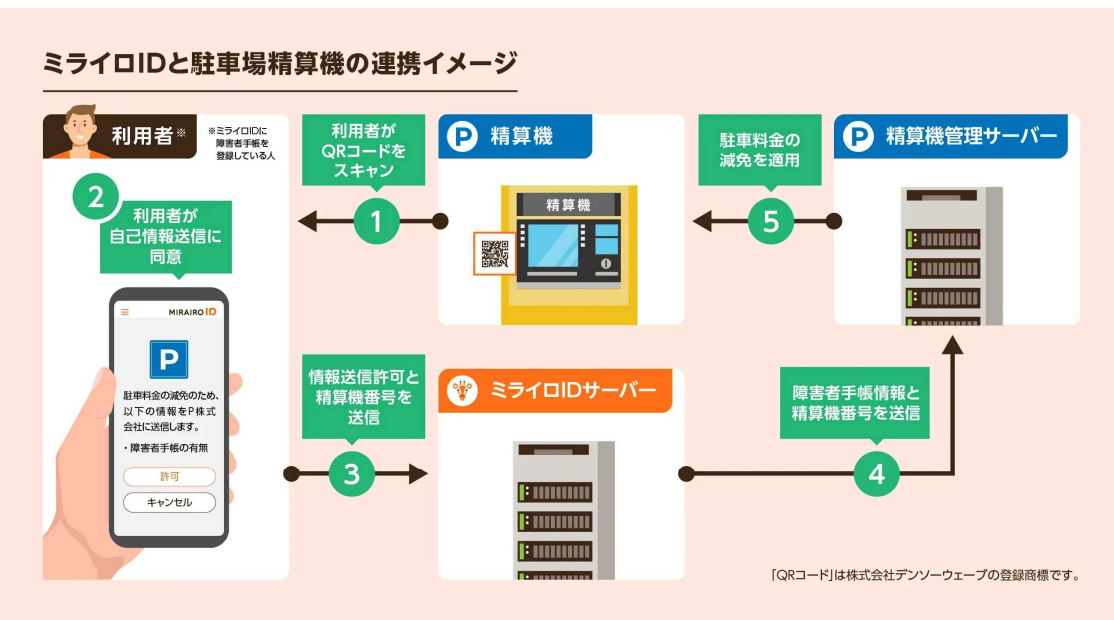 ミライロIDと駐車場精算機の連携イメージ
利用者※
※ミライロIDに
障害者手帳を
登録している人
利用者が
QRコードを
スキャン
1
P 精算機
精算機
駐車料金の
減免を適用
5
P 精算機管理サーバー
2
利用者が
自己情報送信に
同意
MIRAIRO ID
P
駐車料金の減免のため、
以下の情報をP株式
会社に送信します。
・障害者手帳の有無
許可
キャンセル
情報送信許可と
精算機番号を
送信
3
ミライロIDサーバー
障害者手帳情報と
精算機番号を送信
4
「QRコード」は株式会社デンソーウェーブの登録商標です。